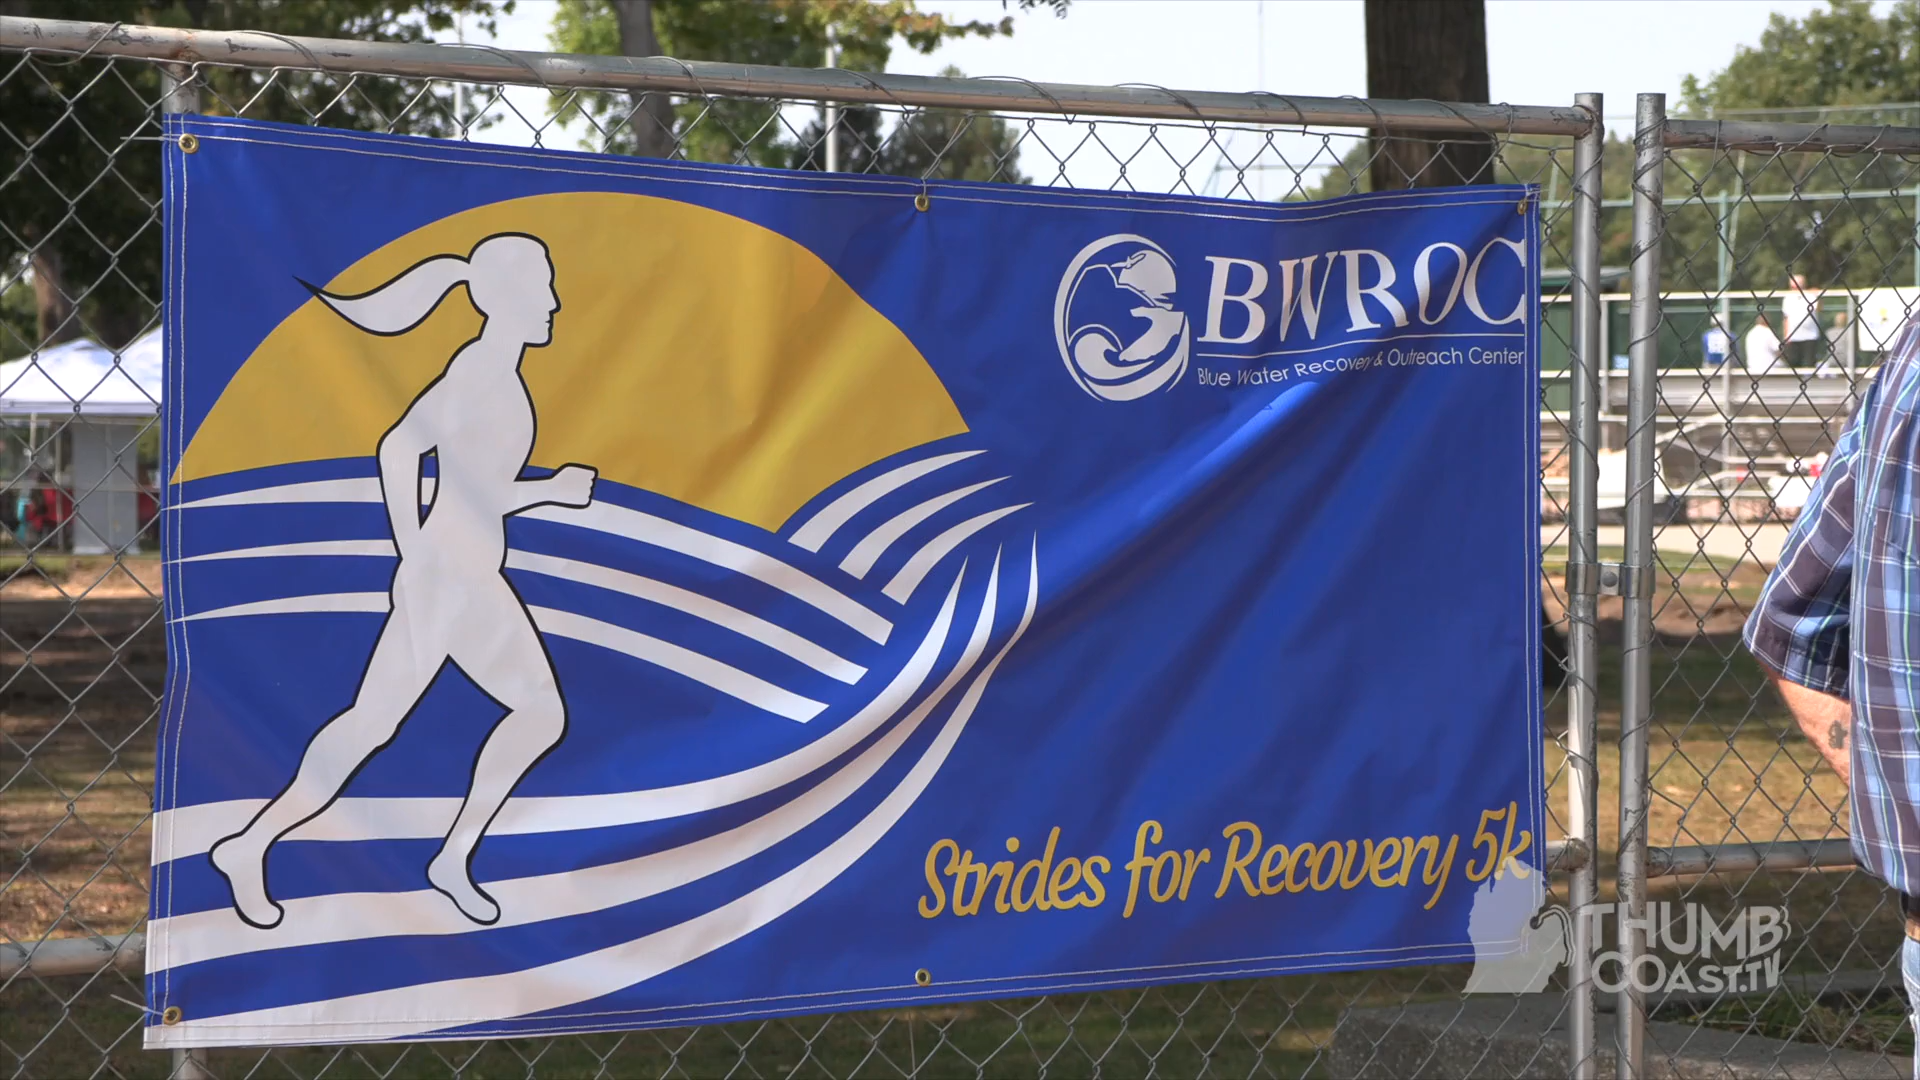 BWROC
Blue Water Recovery & Outreach Center
Strides for Recovery 5k
THUMB
COAST.TV